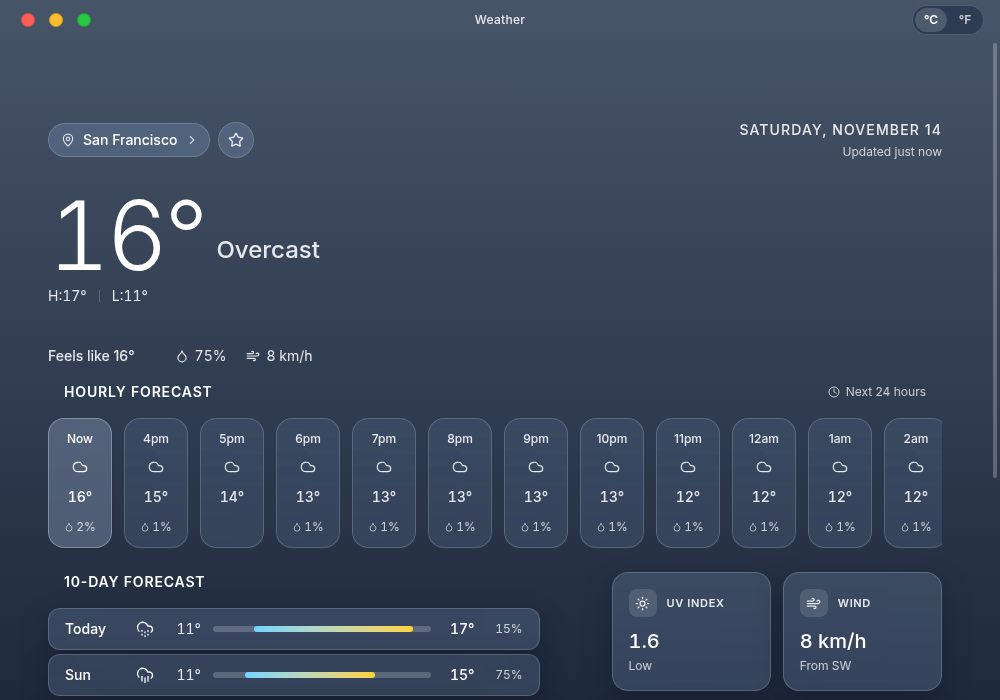 Weather
°C °F
San Francisco
SATURDAY, NOVEMBER 14
Updated just now
16° Overcast
H:17° L:11°
Feels like 16° 75% 8 km/h
HOURLY FORECAST Next 24 hours
Now 4pm 5pm 6pm 7pm 8pm 9pm 10pm 11pm 12am 1am 2am
16° 15° 14° 13° 13° 13° 13° 13° 12° 12° 12° 12°
2% 1% 1% 1% 1% 1% 1% 1% 1% 1% 1%
10-DAY FORECAST
Today 11° 17° 15%
Sun 11° 15° 75%
UV INDEX
1.6
Low
WIND
8 km/h
From SW